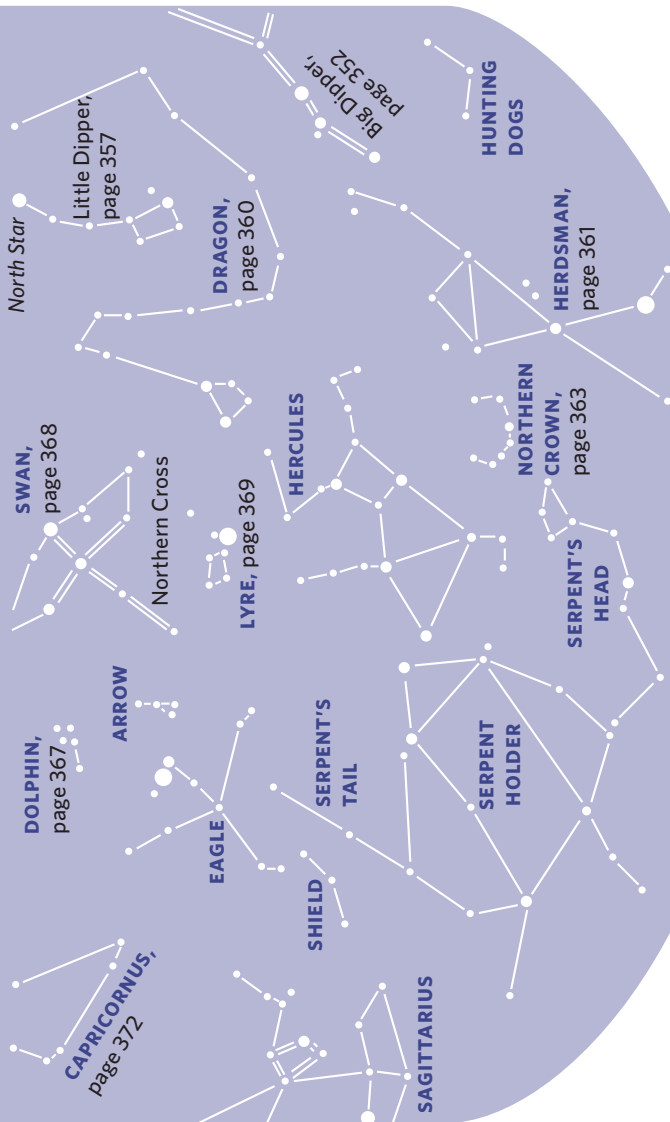 North Star
Little Dipper,
page 357
Big Dipper,
page 352
HUNTING
DOGS
DRAGON,
page 360
HERDSMAN,
page 361
SWAN,
page 368
Northern Cross
LYRE, page 369
HERCULES
NORTHERN
CROWN,
page 363
SERPENT'S
HEAD
DOLPHIN,
page 367
ARROW
EAGLE
SERPENT'S
TAIL
SERPENT
HOLDER
SHIELD
CAPRICORNUS,
page 372
SAGITTARIUS